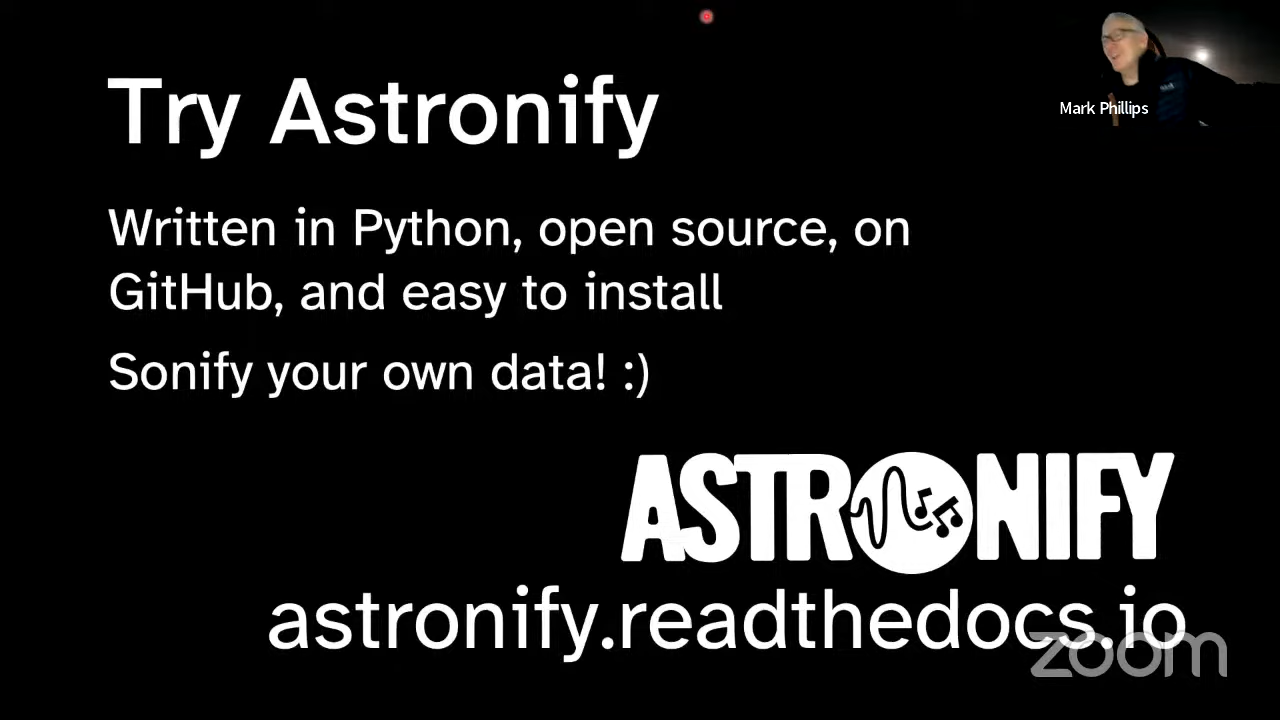 Try Astronify
Mark Phillips
Written in Python, open source, on
GitHub, and easy to install
Sonify your own data! :)
ASTRONIFY
astronify.readthedocs.io
zoom